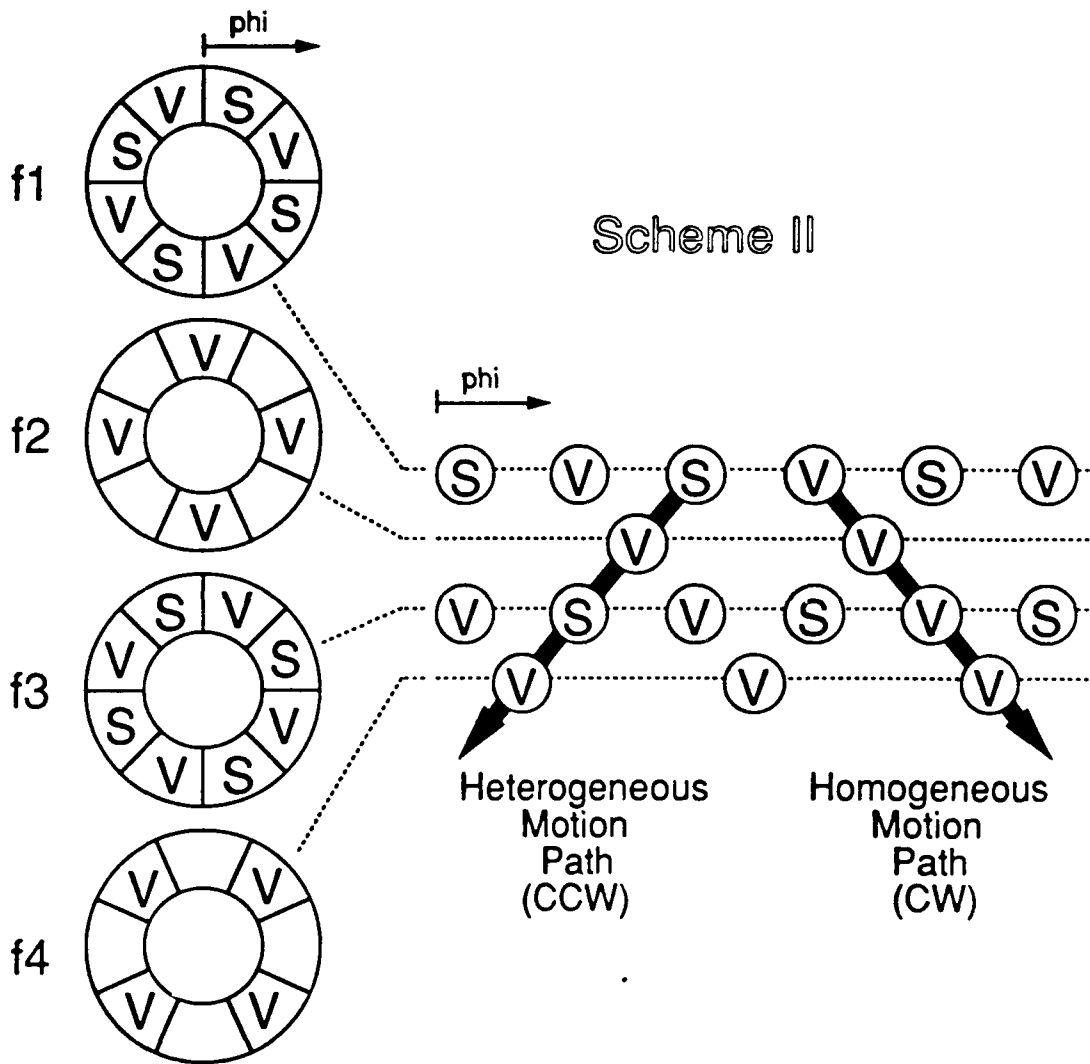 phi
V S
S V
f1
V S
S V
Scheme II
V
f2
V V
V
phi
S V S V S V
V V
V S V S V S
V V V
S V
V S
f3
S V
V S
Heterogeneous
Motion
Path
(CCW)
Homogeneous
Motion
Path
(CW)
V V
f4
V V